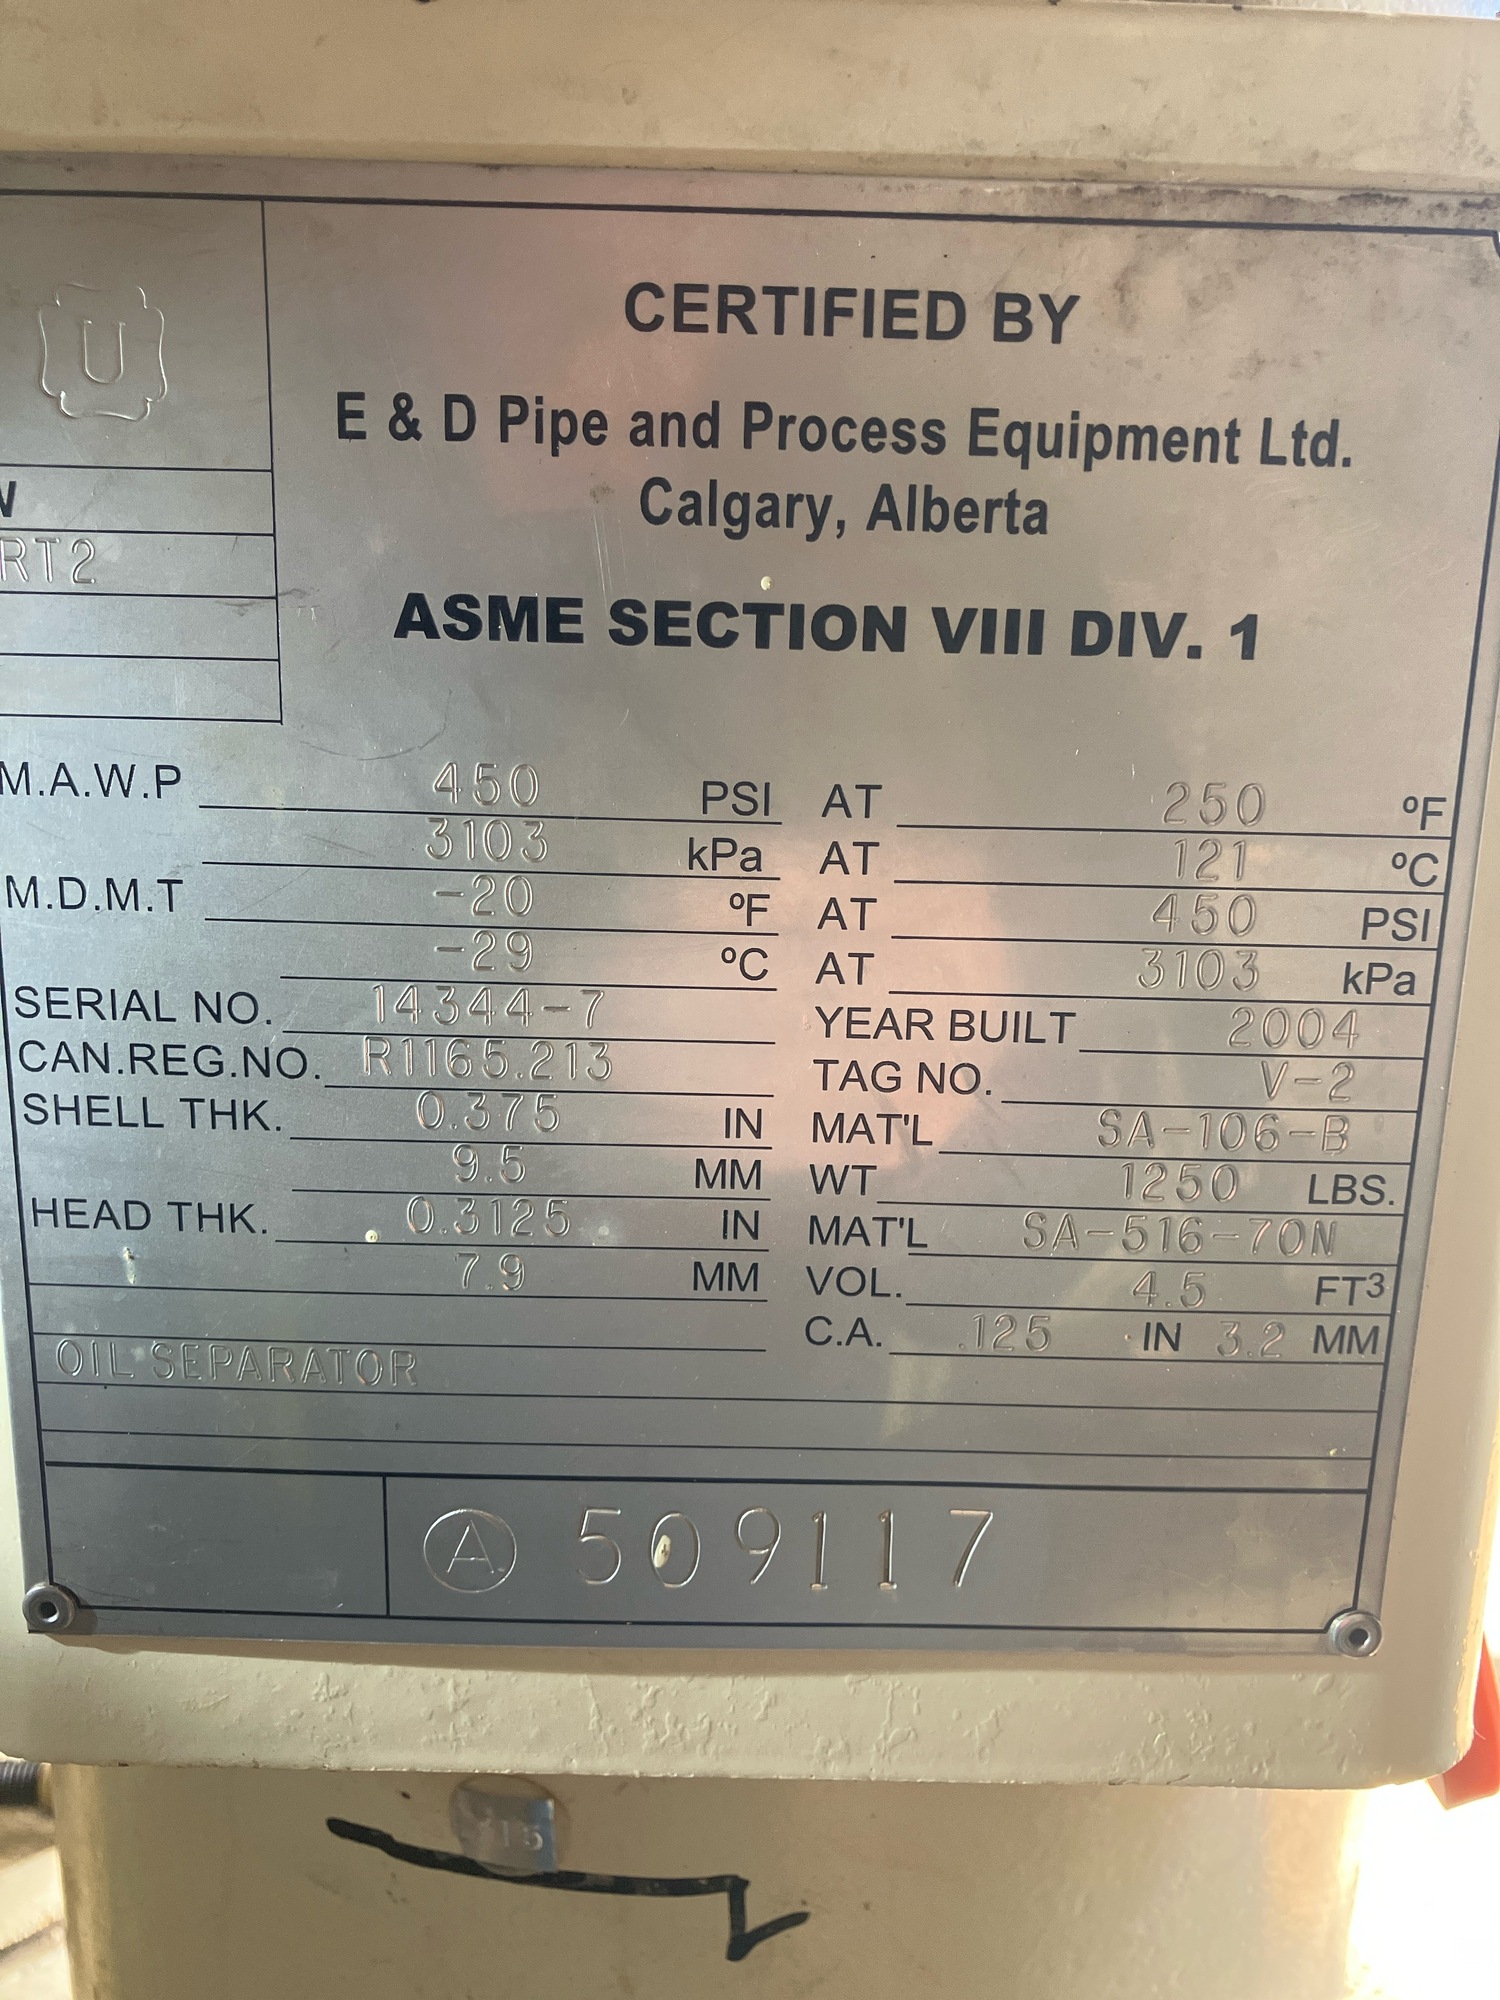 U
CERTIFIED BY
E & D Pipe and Process Equipment Ltd.
Calgary, Alberta
W
RT2
ASME SECTION VIII DIV. 1
M.A.W.P 450 PSI AT 250 ºF
3103 kPa AT 121 ºC
M.D.M.T -20 ºF AT 450 PSI
-29 ºC AT 3103 kPa
SERIAL NO. 14344-7 YEAR BUILT 2004
CAN.REG.NO. R1165.213 TAG NO. V-2
SHELL THK. 0.375 IN MAT'L SA-106-B
9.5 MM WT 1250 LBS.
HEAD THK. 0.3125 IN MAT'L SA-516-70N
7.9 MM VOL. 4.5 FT3
C.A. .125 IN 3.2 MM
OIL SEPARATOR
A 509117